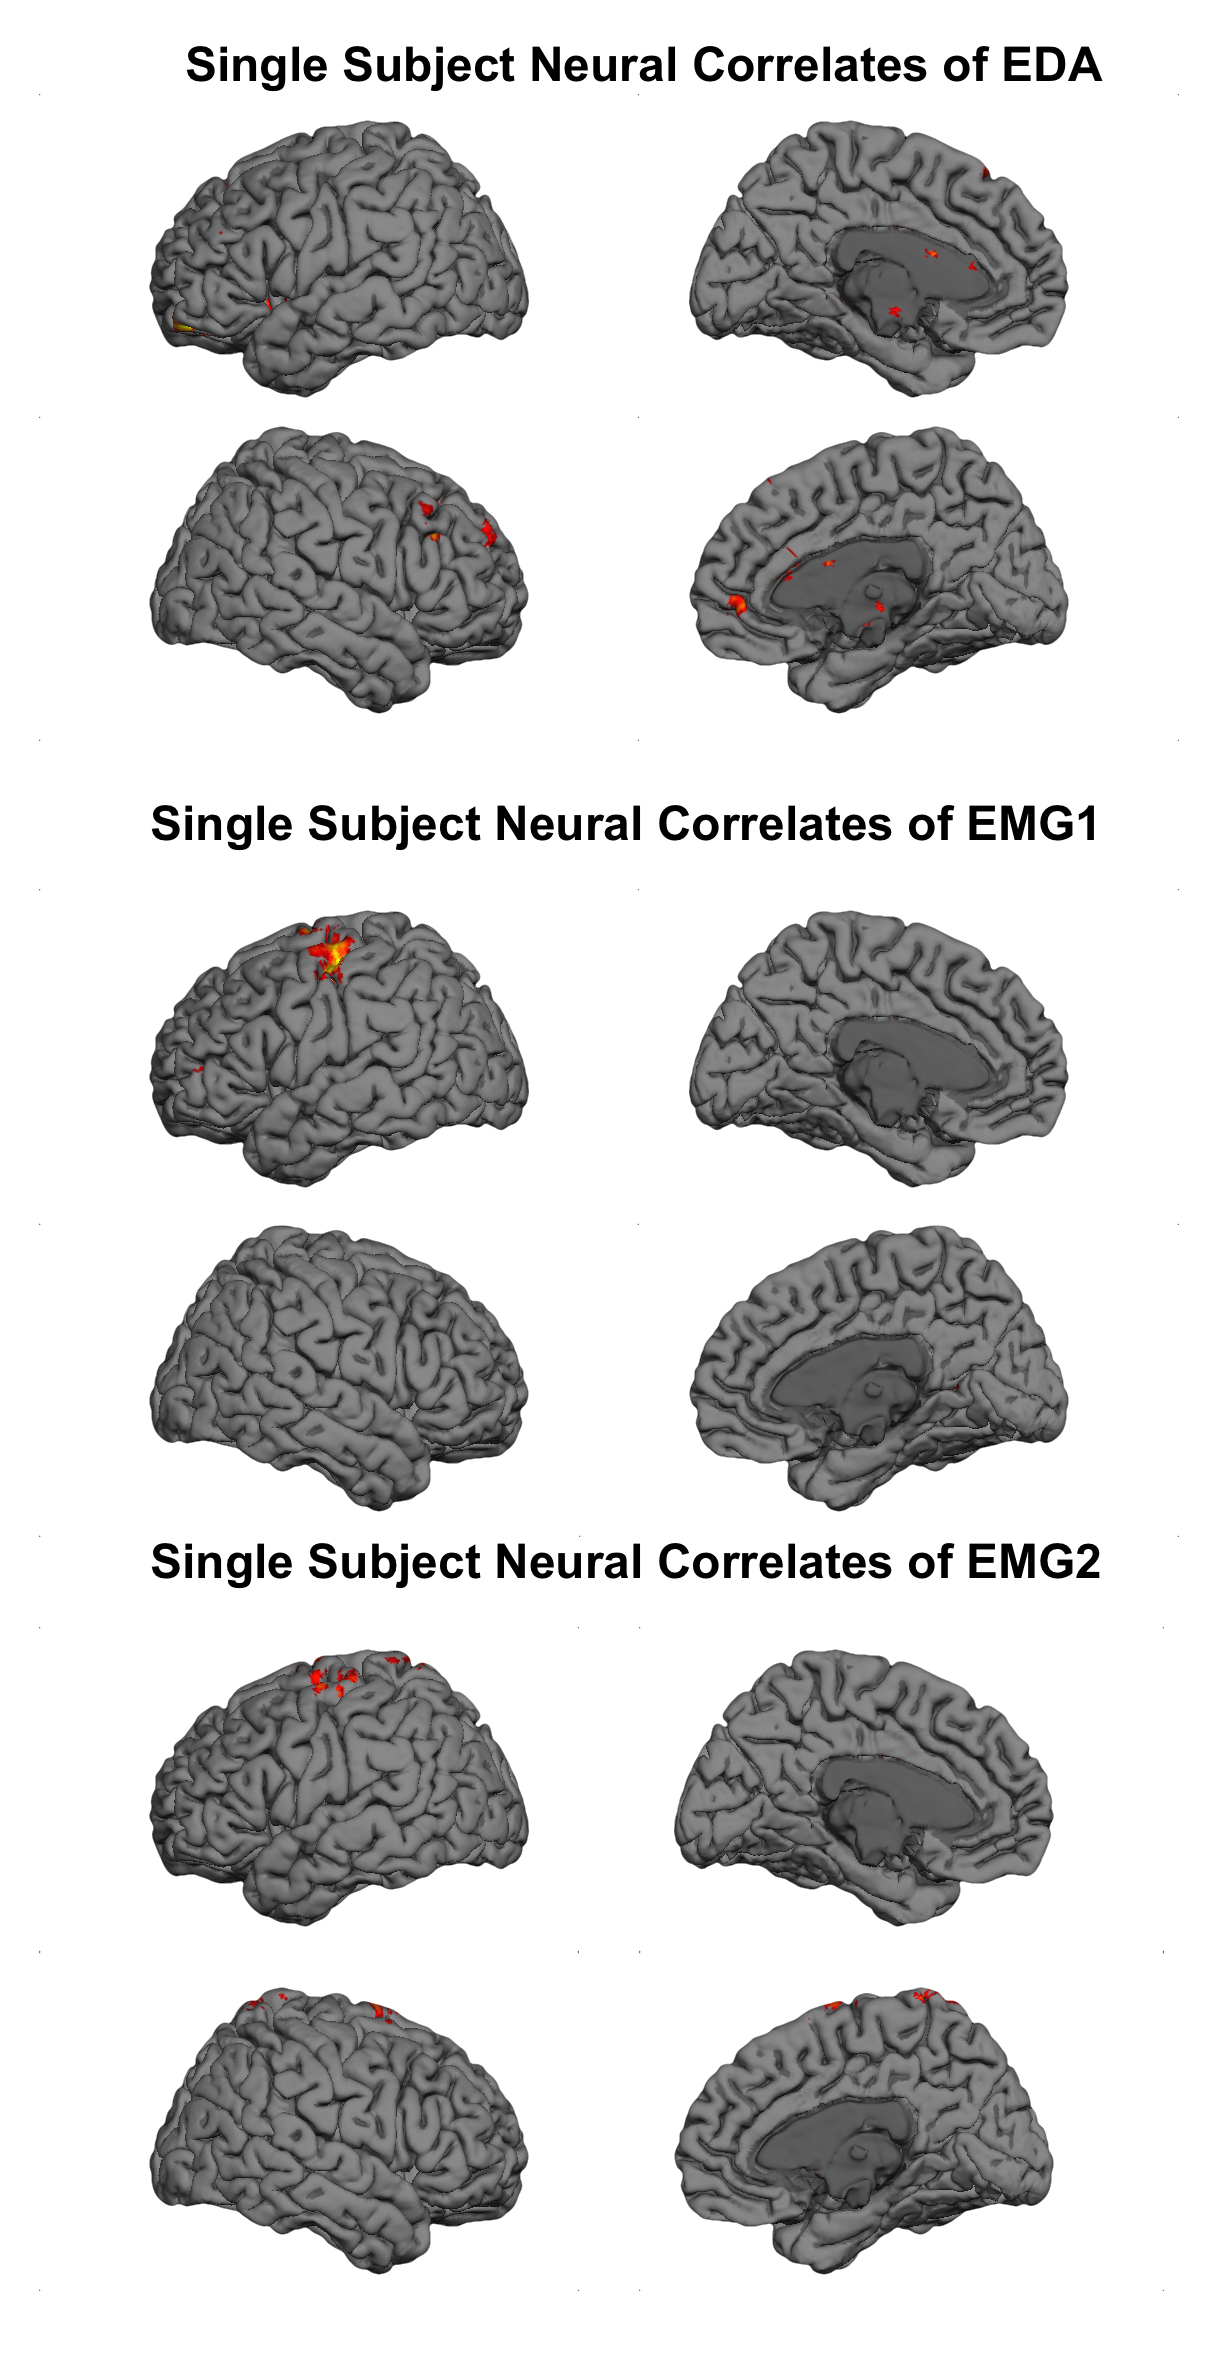 Single Subject Neural Correlates of EDA
Single Subject Neural Correlates of EMG1
Single Subject Neural Correlates of EMG2